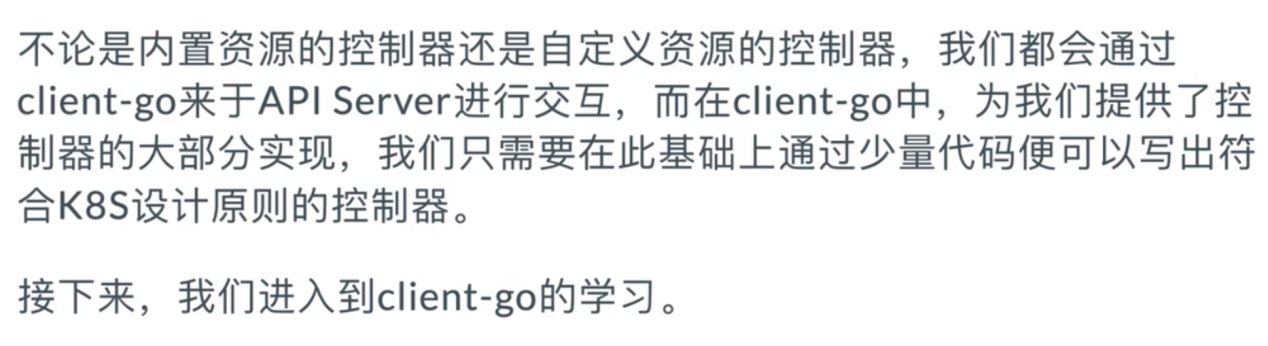 不论是内置资源的控制器还是自定义资源的控制器，我们都会通过
client-go来于API Server进行交互，而在client-go中，为我们提供了控
制器的大部分实现，我们只需要在此基础上通过少量代码便可以写出符
合K8S设计原则的控制器。
接下来，我们进入到client-go的学习。